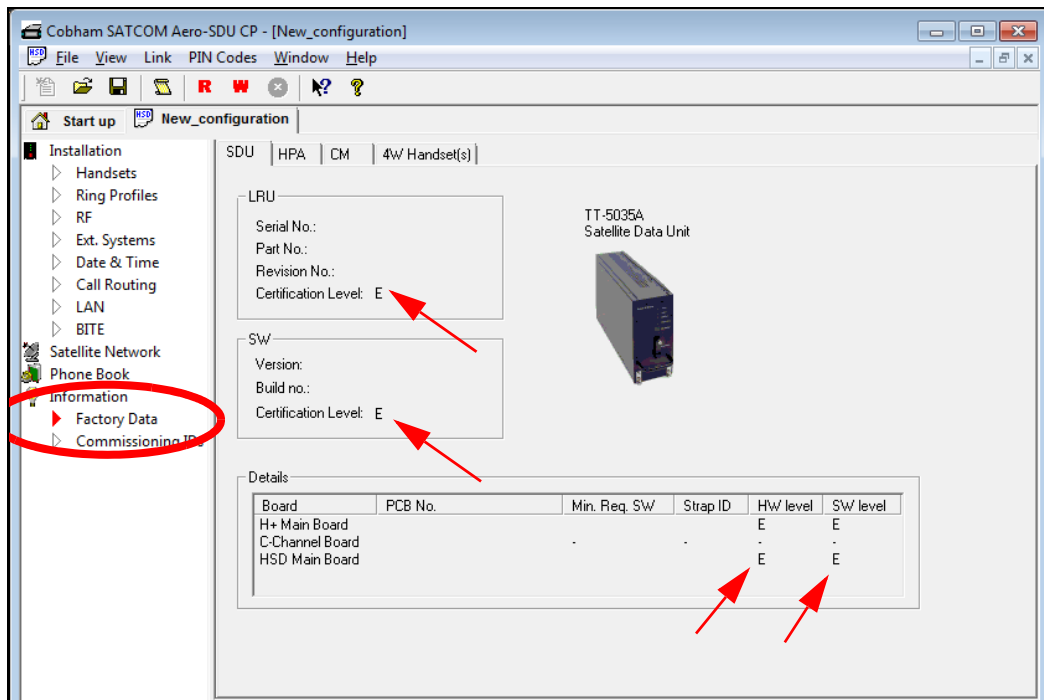 Cobham SATCOM Aero-SDU CP - [New_configuration]
HSD File View Link PIN Codes Window Help
R W
Start up HSD New_configuration
Installation
Handsets
Ring Profiles
RF
Ext. Systems
Date & Time
Call Routing
LAN
BITE
Satellite Network
Phone Book
Information
Factory Data
Commissioning IDs
SDU HPA CM 4W Handset(s)
LRU
Serial No.:
Part No.:
Revision No.:
Certification Level: E
TT-5035A
Satellite Data Unit
SW
Version:
Build no.:
Certification Level: E
Details
Board PCB No. Min. Req. SW Strap ID HW level SW level
H+ Main Board E E
C-Channel Board - - - -
HSD Main Board E E